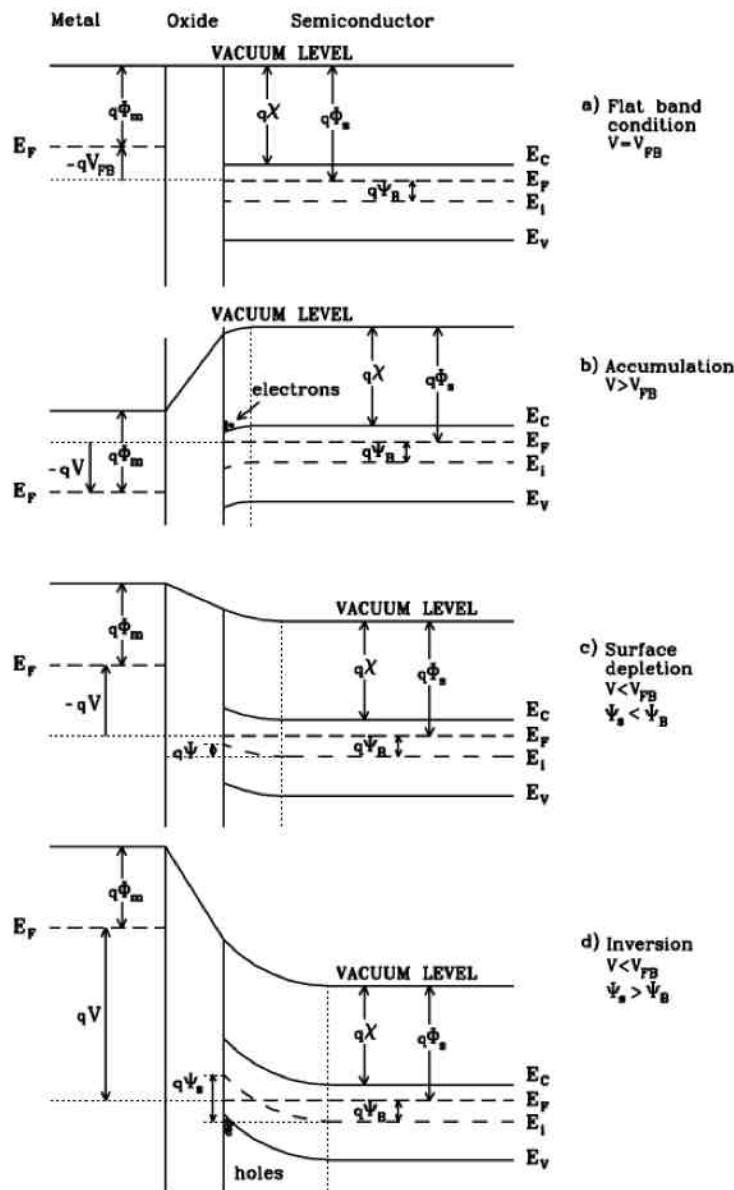 Metal Oxide Semiconductor
VACUUM LEVEL
qΦm
qχ
qΦs
a) Flat band
condition
V=VFB
EF
-qVFB
EC
EF
qΨB
Ei
EV
VACUUM LEVEL
b) Accumulation
V>VFB
qχ
qΦs
electrons
EC
EF
qΦm
qΨB
-qV
Ei
EF
EV
VACUUM LEVEL
qΦm
c) Surface
depletion
V<VFB
Ψs<ΨB
EF
qχ
qΦs
-qV
EC
EF
qΨ
qΨB
Ei
EV
qΦm
EF
d) Inversion
V<VFB
Ψs>ΨB
VACUUM LEVEL
qV
qχ
qΦs
EC
qΨs
EF
qΨB
Ei
EV
holes